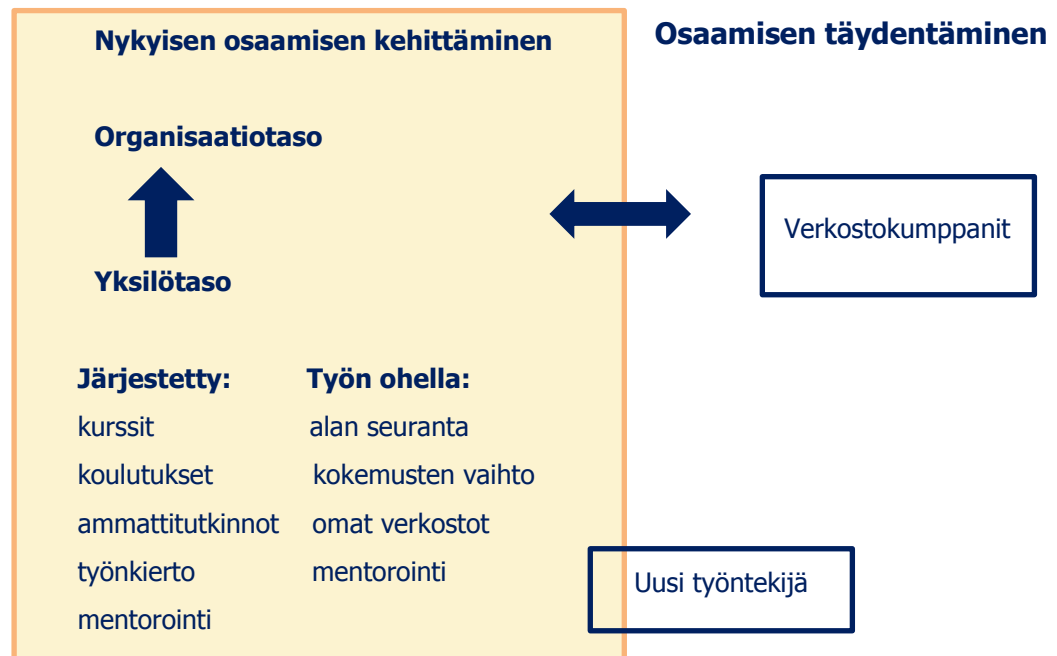 Nykyisen osaamisen kehittäminen
Osaamisen täydentäminen
Organisaatiotaso
Verkostokumppanit
Yksilötaso
Järjestetty: Työn ohella:
kurssit alan seuranta
koulutukset kokemusten vaihto
ammattitutkinnot omat verkostot
työnkierto mentorointi
mentorointi
Uusi työntekijä